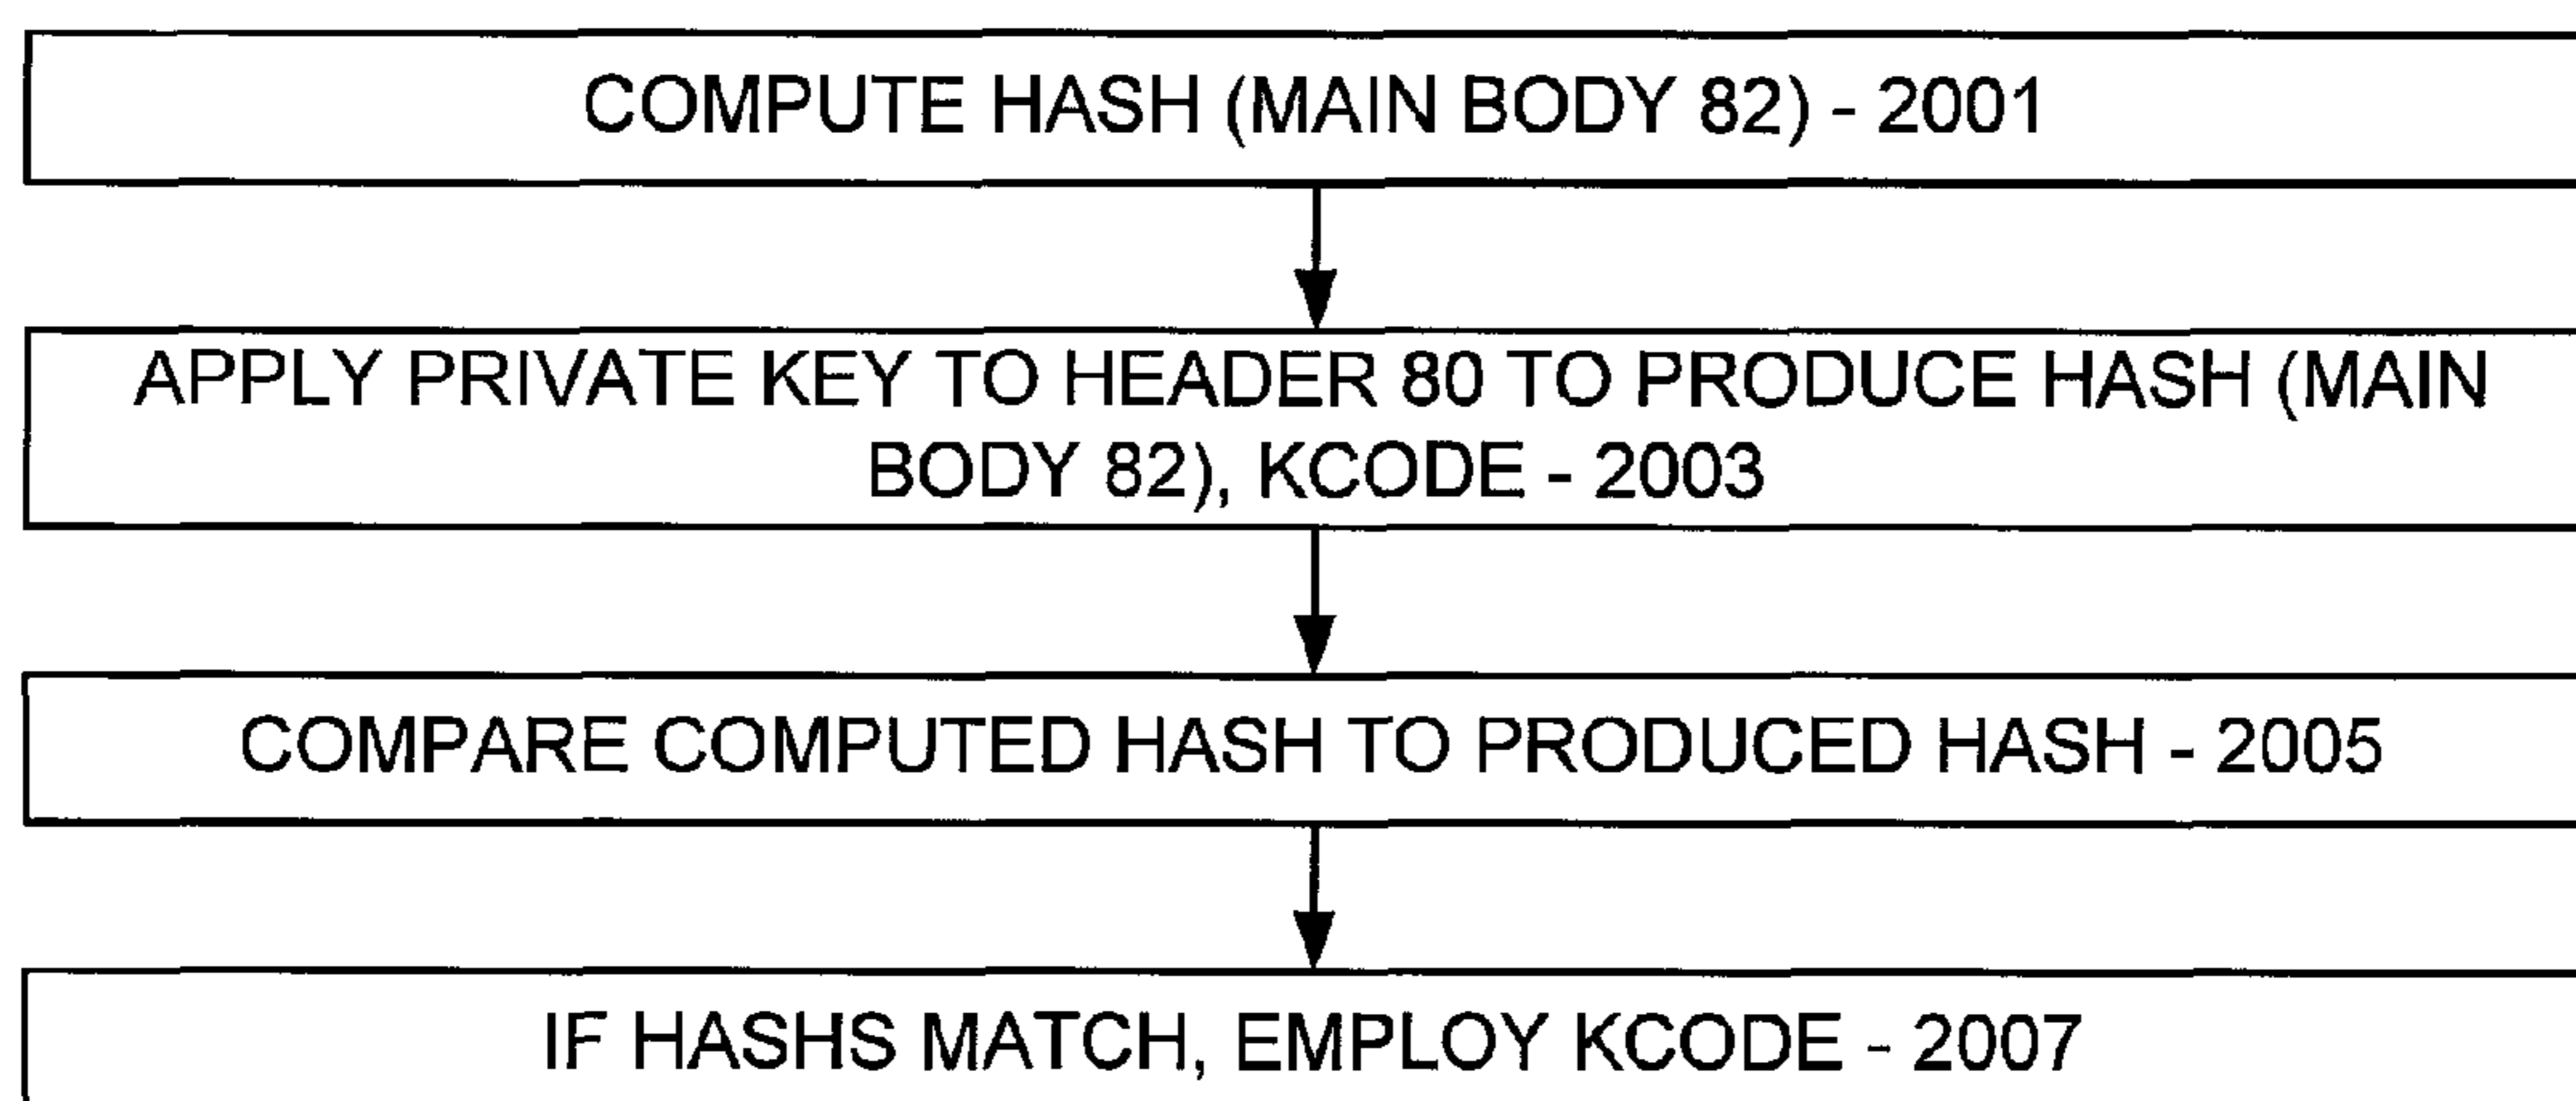 COMPUTE HASH (MAIN BODY 82) - 2001
APPLY PRIVATE KEY TO HEADER 80 TO PRODUCE HASH (MAIN
BODY 82), KCODE - 2003
COMPARE COMPUTED HASH TO PRODUCED HASH - 2005
IF HASHS MATCH, EMPLOY KCODE - 2007